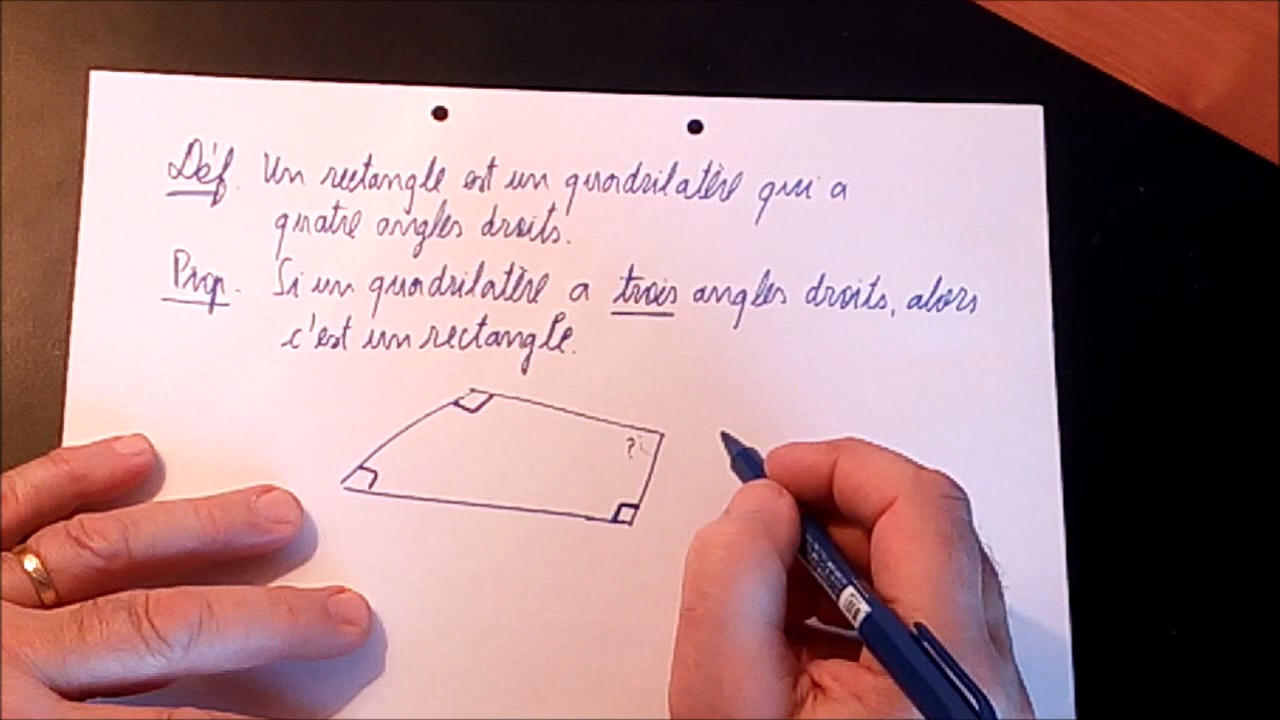 Déf. Un rectangle est un quadrilatère qui a
quatre angles droits.
Prop. Si un quadrilatère a trois angles droits, alors
c'est un rectangle.
?